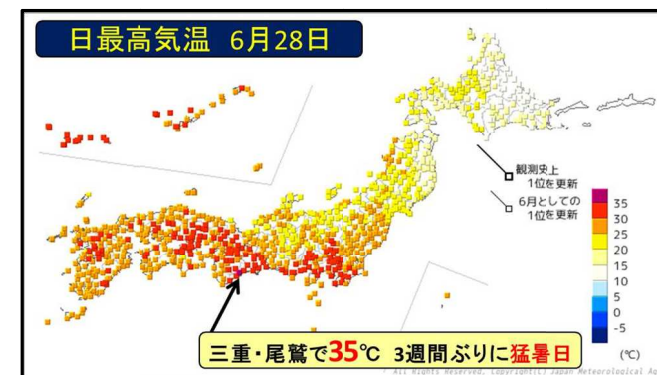 日最高気温 6月28日
観測史上
1位を更新
6月としての
1位を更新
35
30
25
20
15
10
5
0
-5
(℃)
三重・尾鷲で35℃ 3週間ぶりに猛暑日
All Rights Reserved. Copyright(C) Japan Meteorological Ag